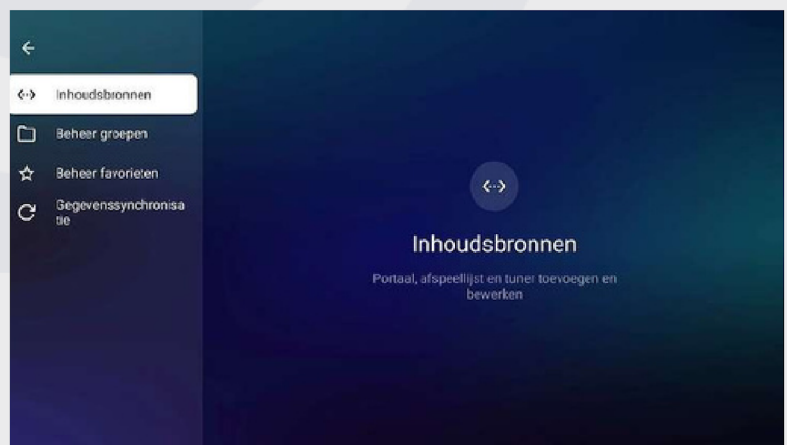 Inhoudsbronnen
Beheer groepen
Beheer favorieten
Gegevenssynchronisa
tie
Inhoudsbronnen
Portaal, afspeellijst en tuner toevoegen en
bewerken